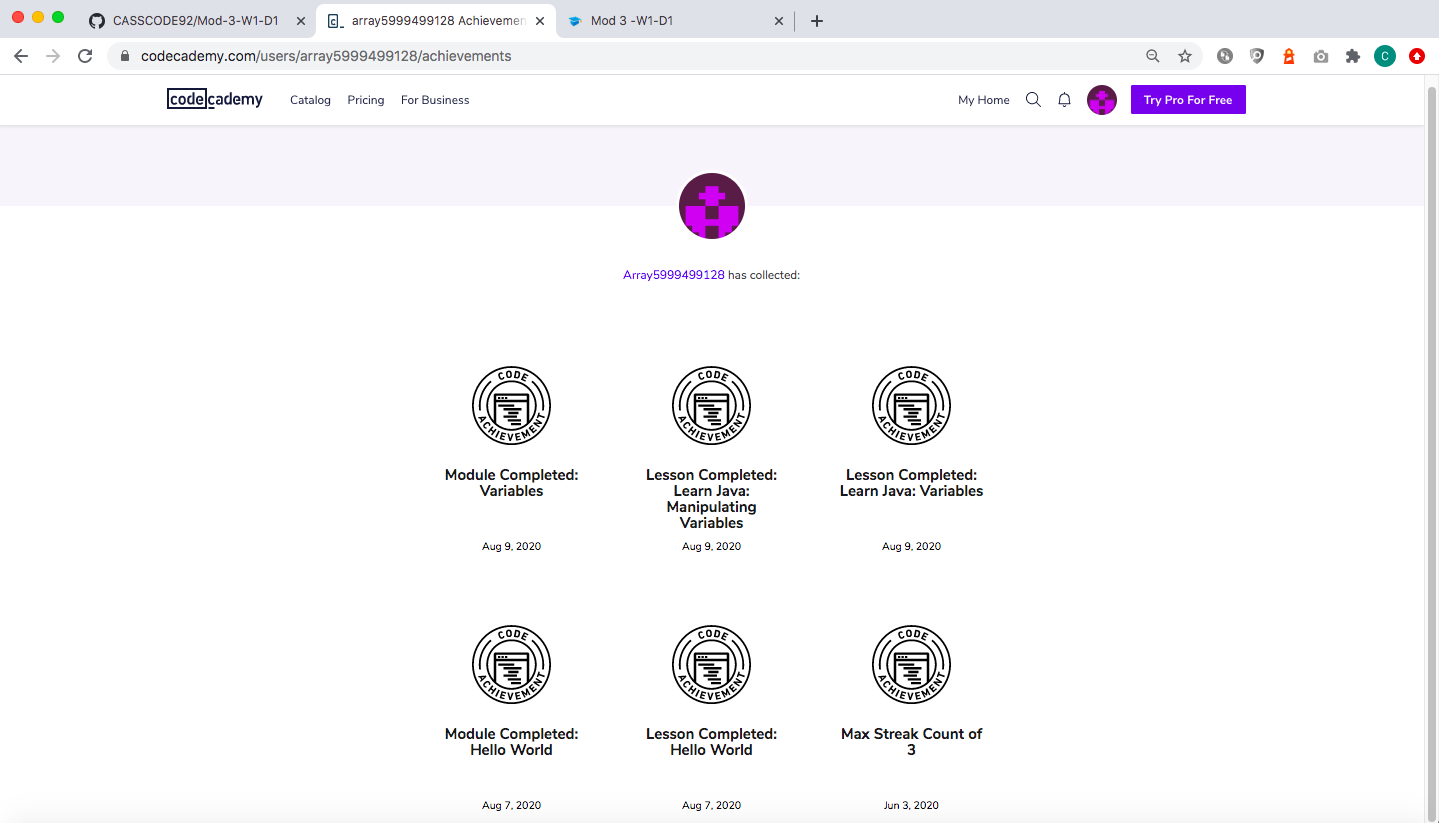 CASSCODE92/Mod-3-W1-D1
array5999499128 Achievemen
Mod 3 -W1-D1
codecademy.com/users/array5999499128/achievements
C
codecademy
Catalog
Pricing
For Business
My Home
Try Pro For Free
Array5999499128 has collected:
CODE
ACHIEVEMENT
CODE
ACHIEVEMENT
CODE
ACHIEVEMENT
Module Completed:
Variables
Lesson Completed:
Learn Java:
Manipulating
Variables
Lesson Completed:
Learn Java: Variables
Aug 9, 2020
Aug 9, 2020
Aug 9, 2020
CODE
ACHIEVEMENT
CODE
ACHIEVEMENT
CODE
ACHIEVEMENT
Module Completed:
Hello World
Lesson Completed:
Hello World
Max Streak Count of
3
Aug 7, 2020
Aug 7, 2020
Jun 3, 2020